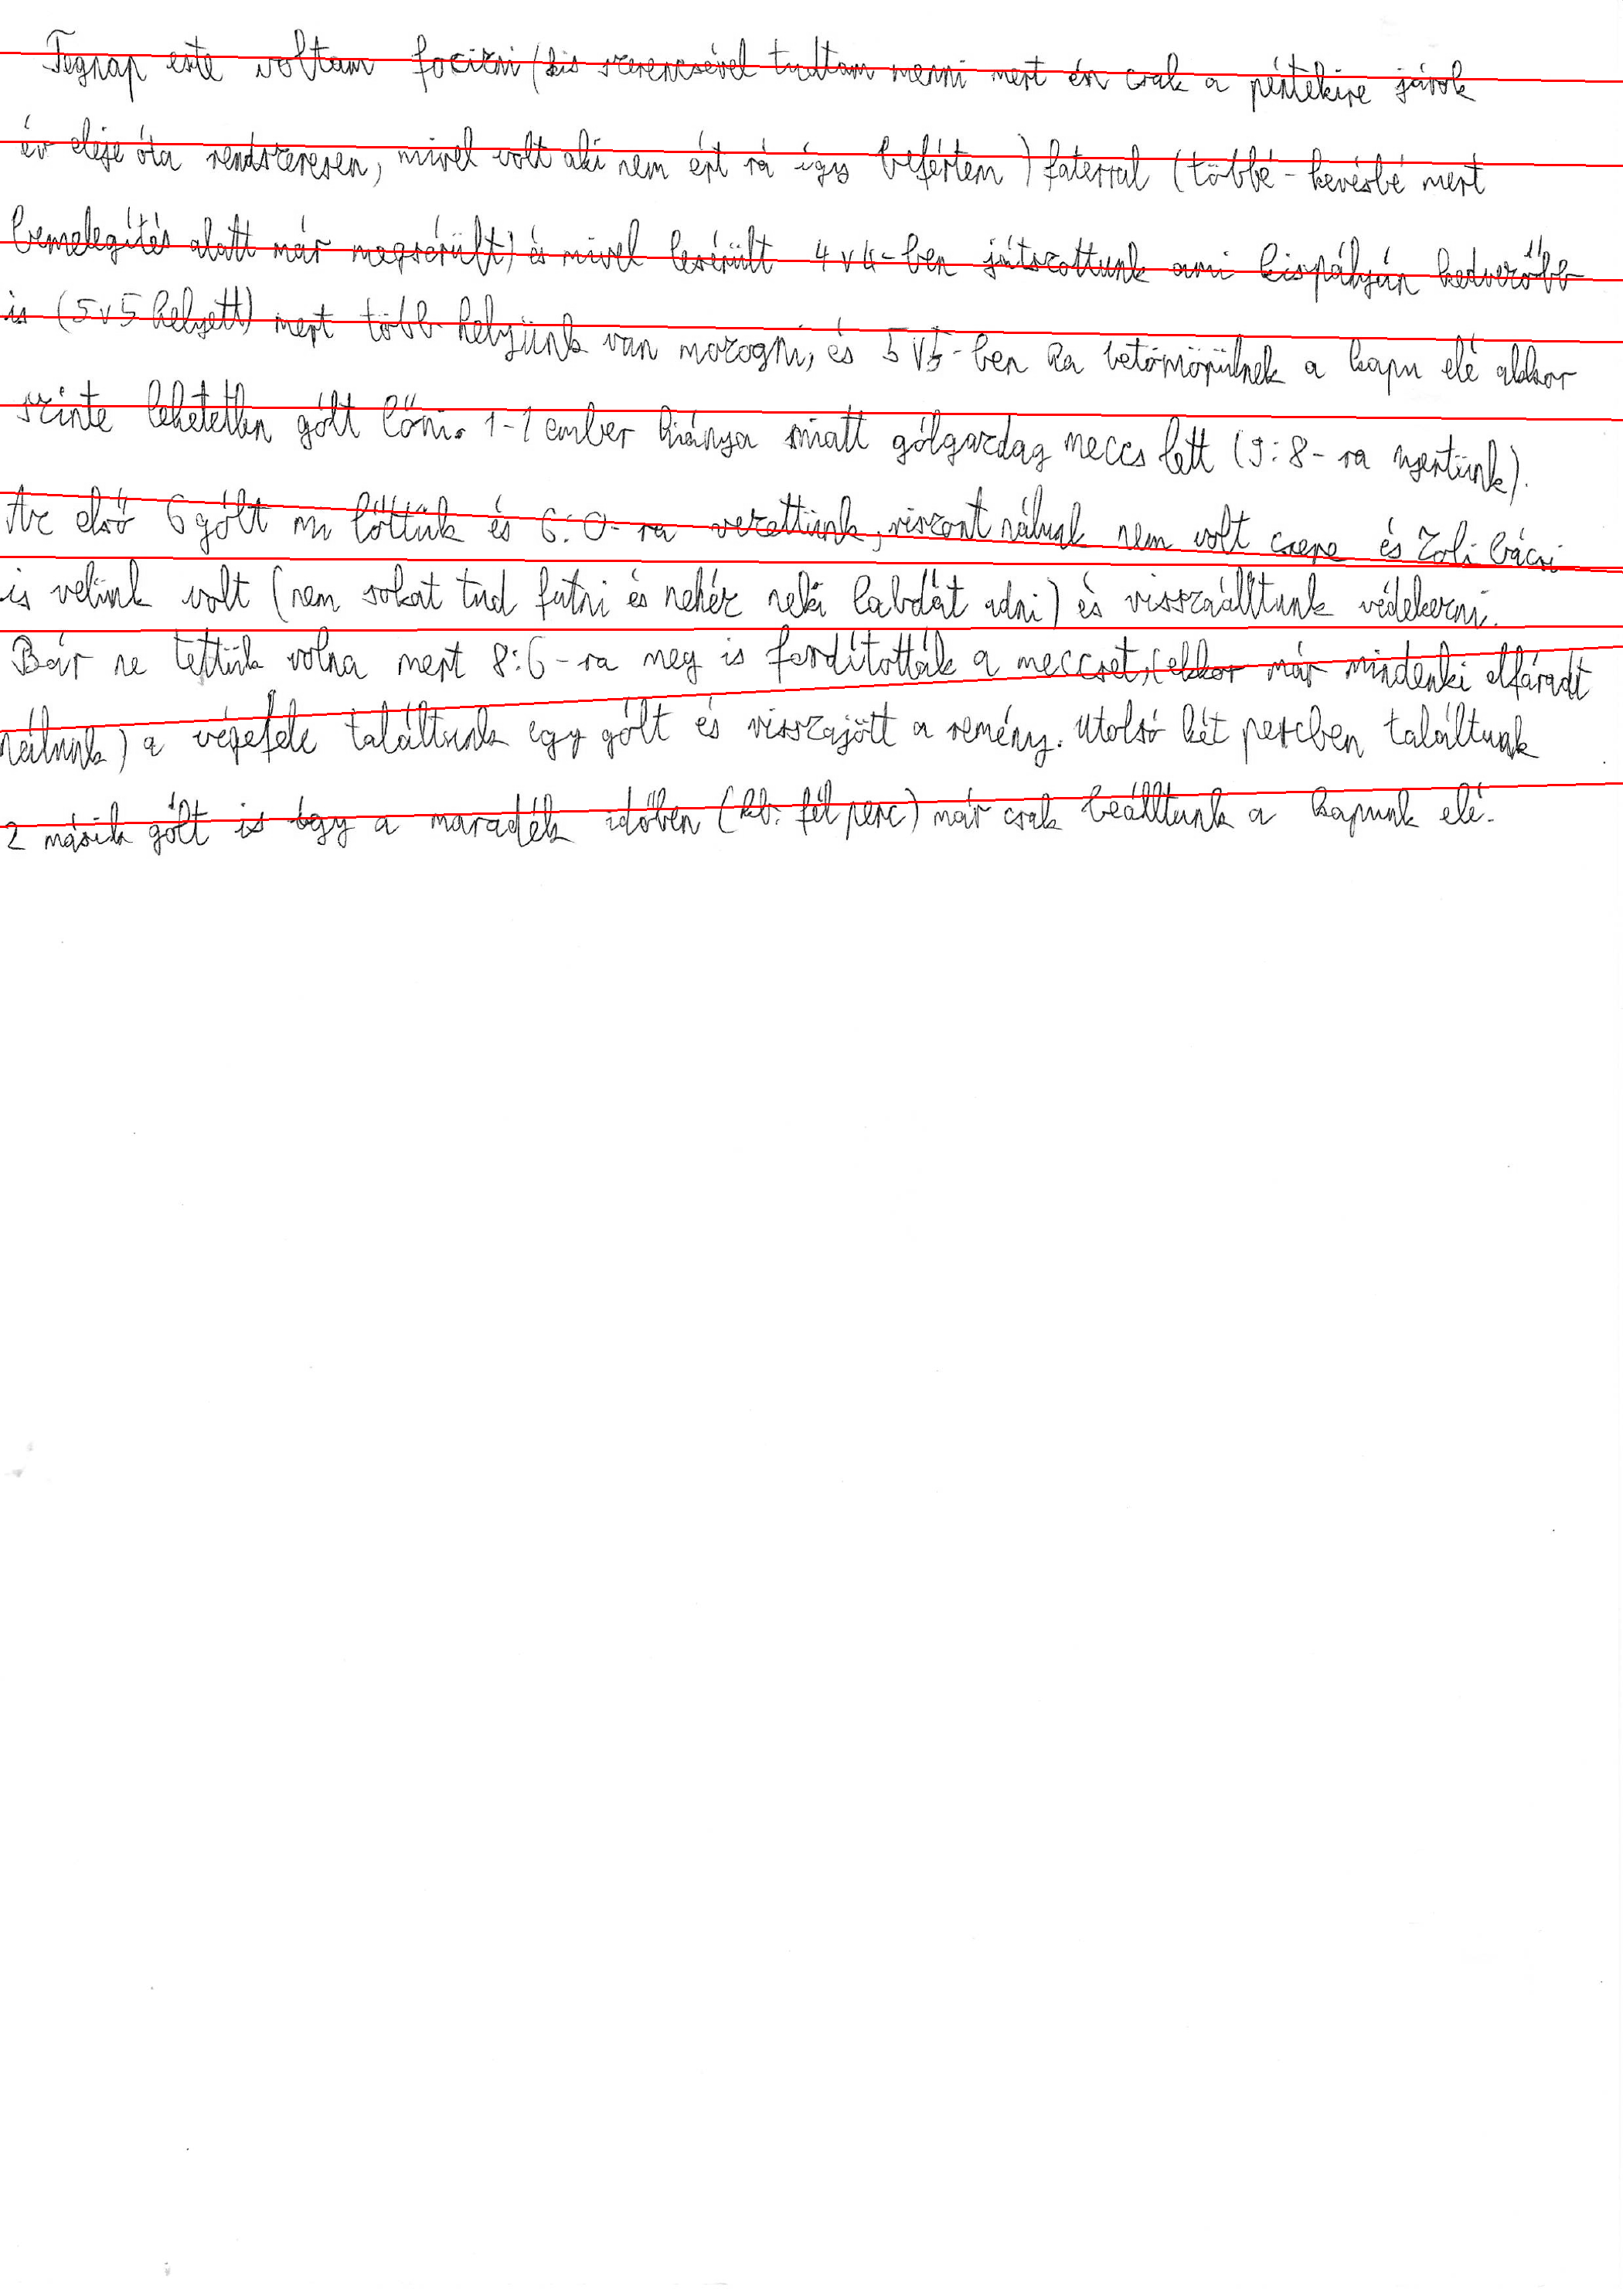 Tegnap este voltam focizni (kis szerencsével tudtam menni mert én csak a péntekire járok
év eleje óta rendszeresen, mivel volt aki nem ért rá így befértem) faterral (többé-kevésbé mert
bemelegítés alatt már megsérült) és mivel lesérült 4v4-ben játszottunk ami kispályán kedvezőbb
is (5v5 helyett) mert több helyünk van mozogni, és 5v5-ben ha betömörülnek a kapu elé akkor
szinte lehetetlen gólt lőni. 1-1 ember hiánya miatt gólgazdag meccs lett (9:8-ra nyertünk).
Az első 6 gólt mi lőttük és 6:0-ra vezettünk, viszont nálunk nem volt csere és Zoli bácsi
is velünk volt (nem sokat tud futni és nehéz neki labdát adni) és visszaálltunk védekezni.
Bár ne tettük volna mert 8:6-ra meg is fordították a meccset, (ekkor már mindenki elfáradt
nálunk) a végefele találtunk egy gólt és visszajött a remény. Utolsó két percben találtunk
2 másik gólt is így a maradék időben (kb: fél perc) már csak beálltunk a kapunk elé.